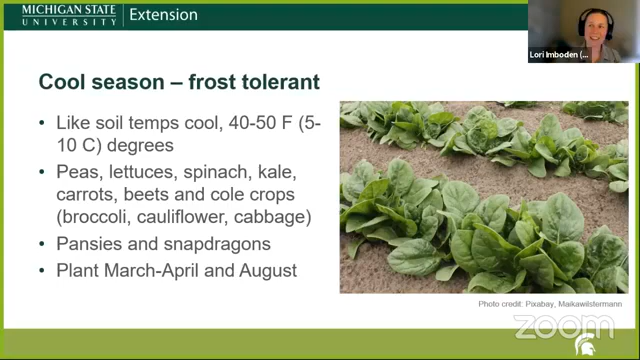 MICHIGAN STATE
UNIVERSITY
Extension
Lori Imboden (...
Cool season – frost tolerant
• Like soil temps cool, 40-50 F (5-
10 C) degrees
• Peas, lettuces, spinach, kale,
carrots, beets and cole crops
(broccoli, cauliflower, cabbage)
• Pansies and snapdragons
• Plant March-April and August
Photo credit: Pixabay, Maikawilstermann
zoom